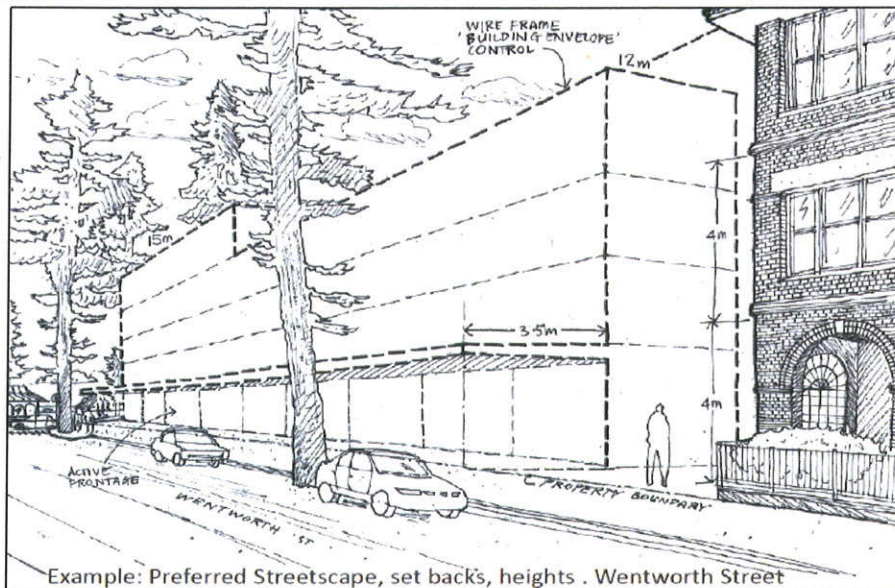 WIRE FRAME
'BUILDING ENVELOPE'
CONTROL
12m
15m
4m
3.5m
4m
ACTIVE
FRONTAGE
WENTWORTH ST
PROPERTY BOUNDARY
Example: Preferred Streetscape, set backs, heights . Wentworth Street